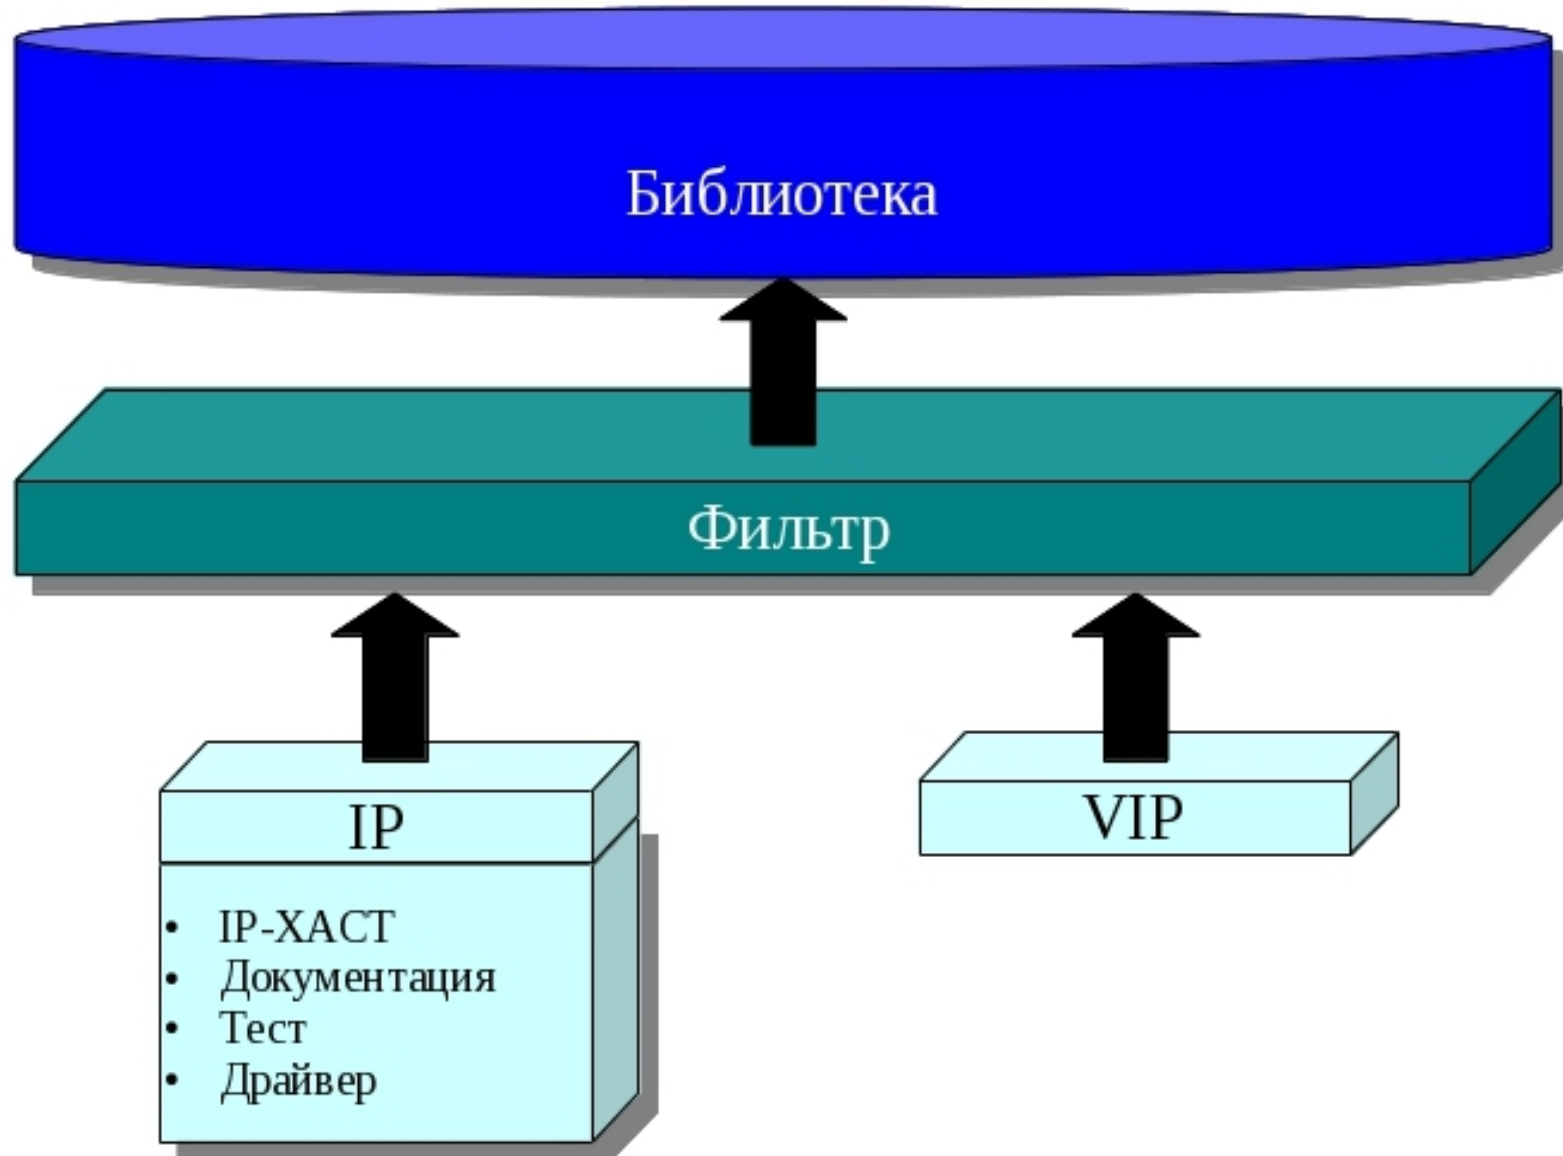 Библиотека
Фильтр
IP
VIP
• IP-XACT
• Документация
• Тест
• Драйвер